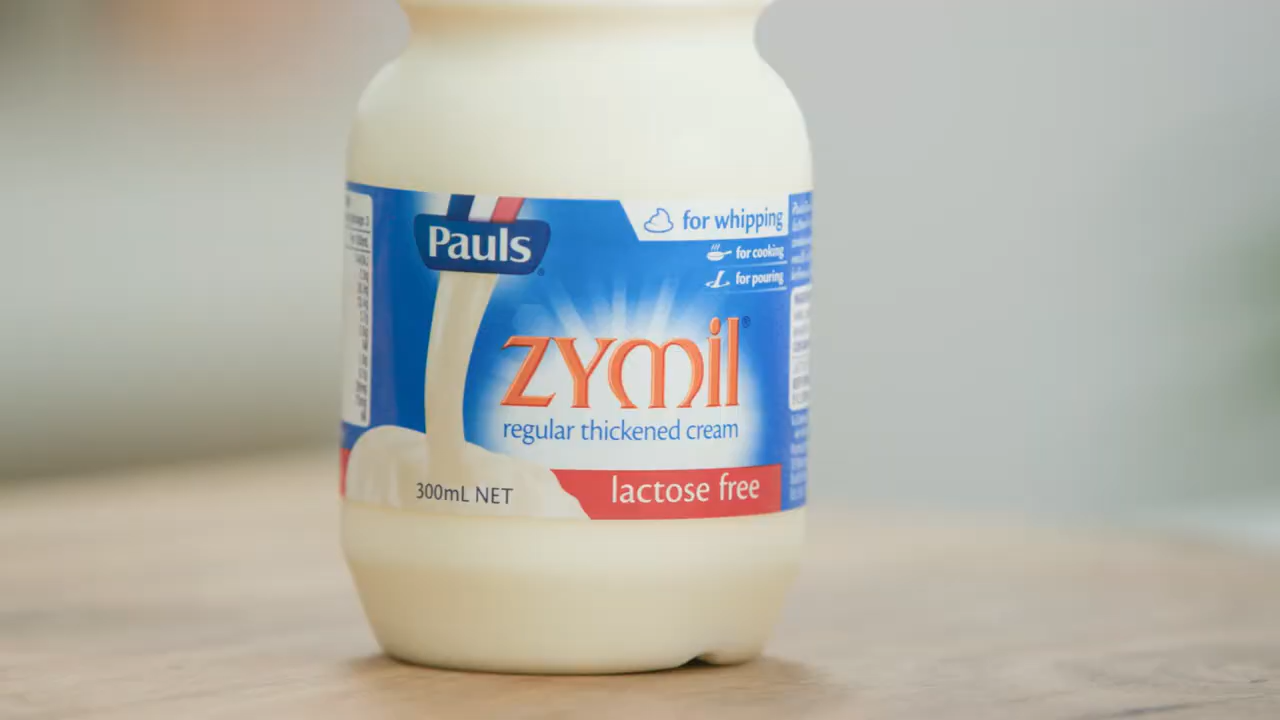 Pauls
for whipping
for cooking
for pouring
zymil®
regular thickened cream
300mL NET
lactose free